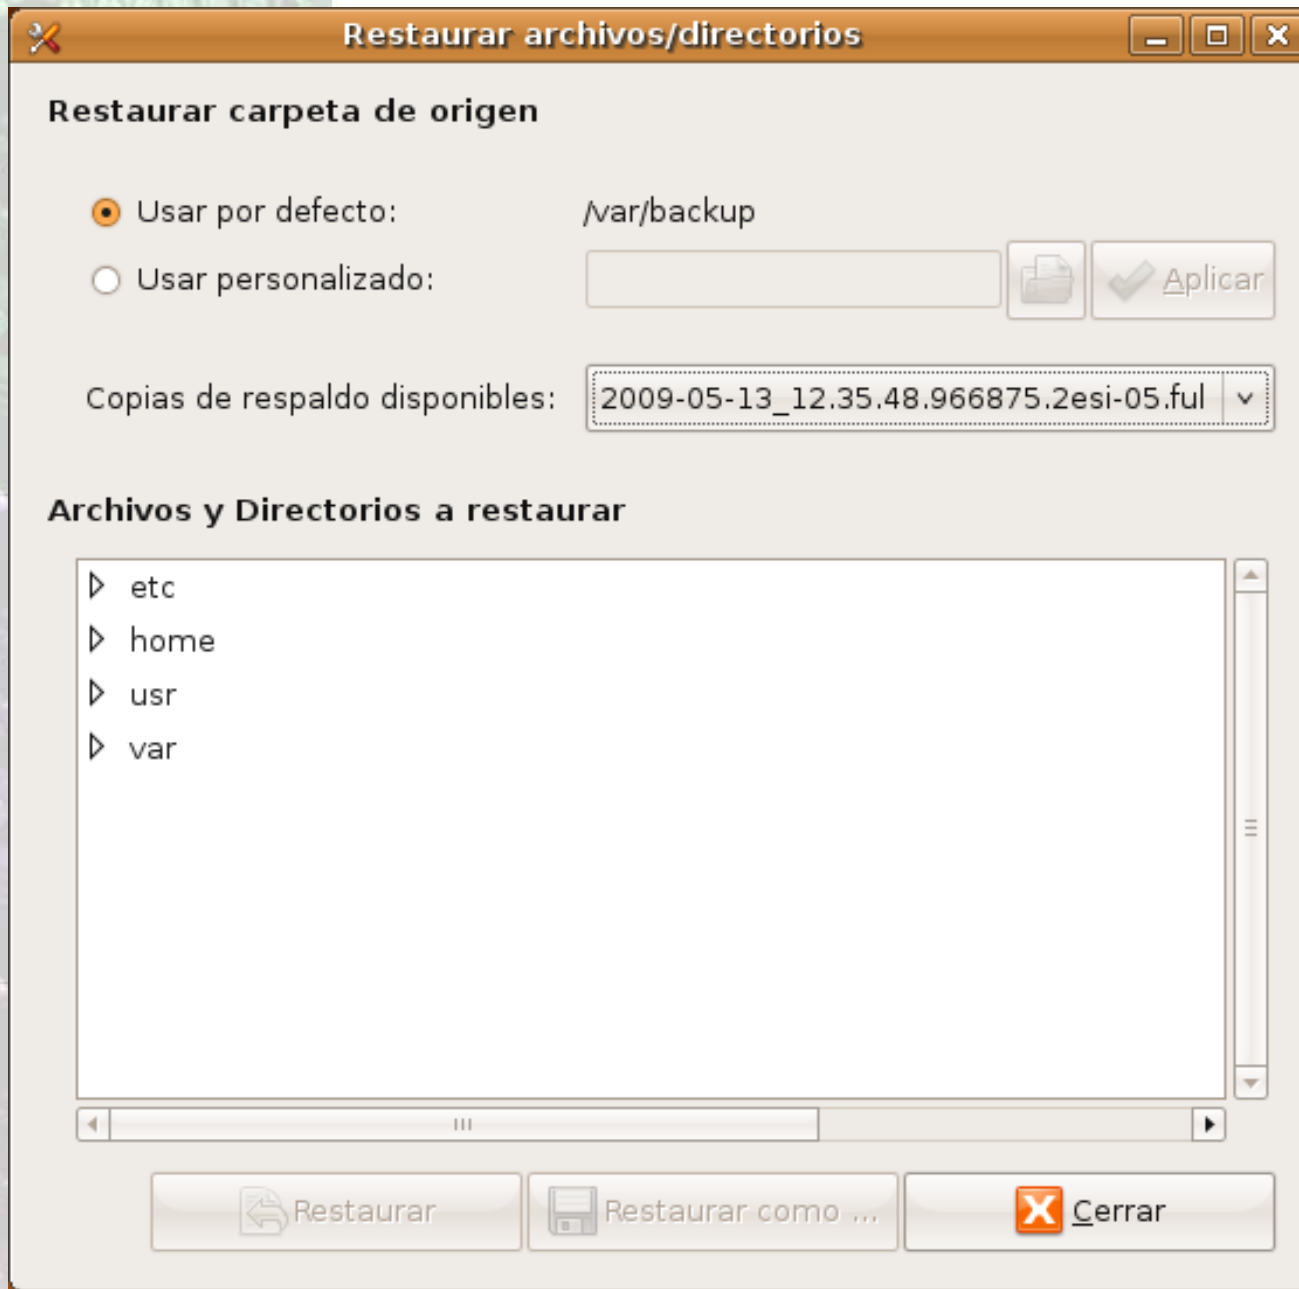 Restaurar archivos/directorios
Restaurar carpeta de origen
Usar por defecto: /var/backup
Usar personalizado: Aplicar
Copias de respaldo disponibles: 2009-05-13_12.35.48.966875.2esi-05.ful
Archivos y Directorios a restaurar
etc
home
usr
var
Restaurar Restaurar como ... Cerrar